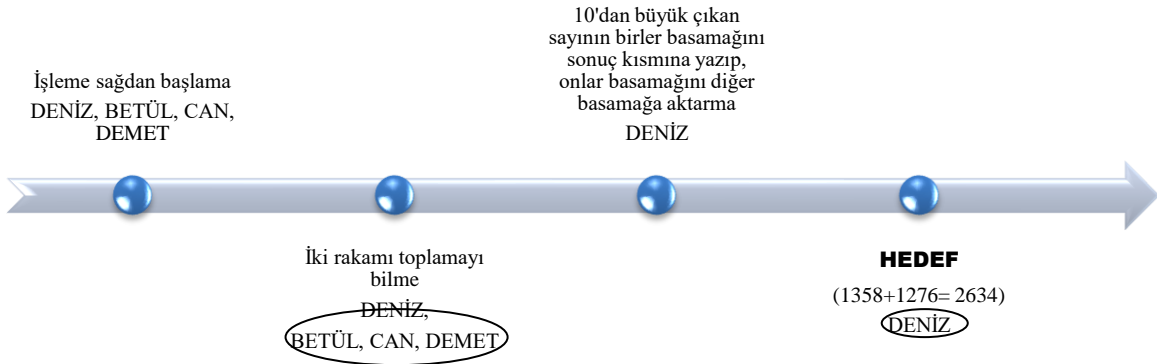 İşleme sağdan başlama
DENİZ, BETÜL, CAN,
DEMET
İki rakamı toplamayı
bilme
DENİZ,
BETÜL, CAN, DEMET
10'dan büyük çıkan
sayının birler basamağını
sonuç kısmına yazıp,
onlar basamağını diğer
basamağa aktarma
DENİZ
HEDEF
(1358+1276= 2634)
DENİZ